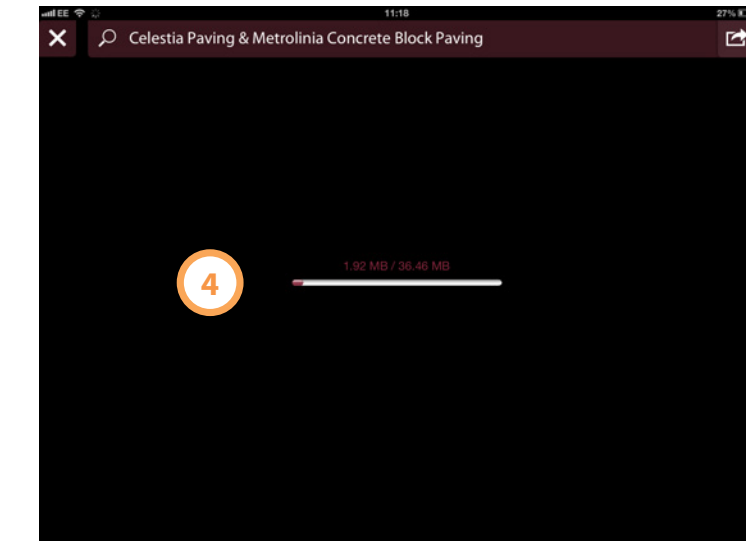 EE 11:18 27%
Celestia Paving & Metrolinia Concrete Block Paving
1.92 MB / 36.46 MB
4